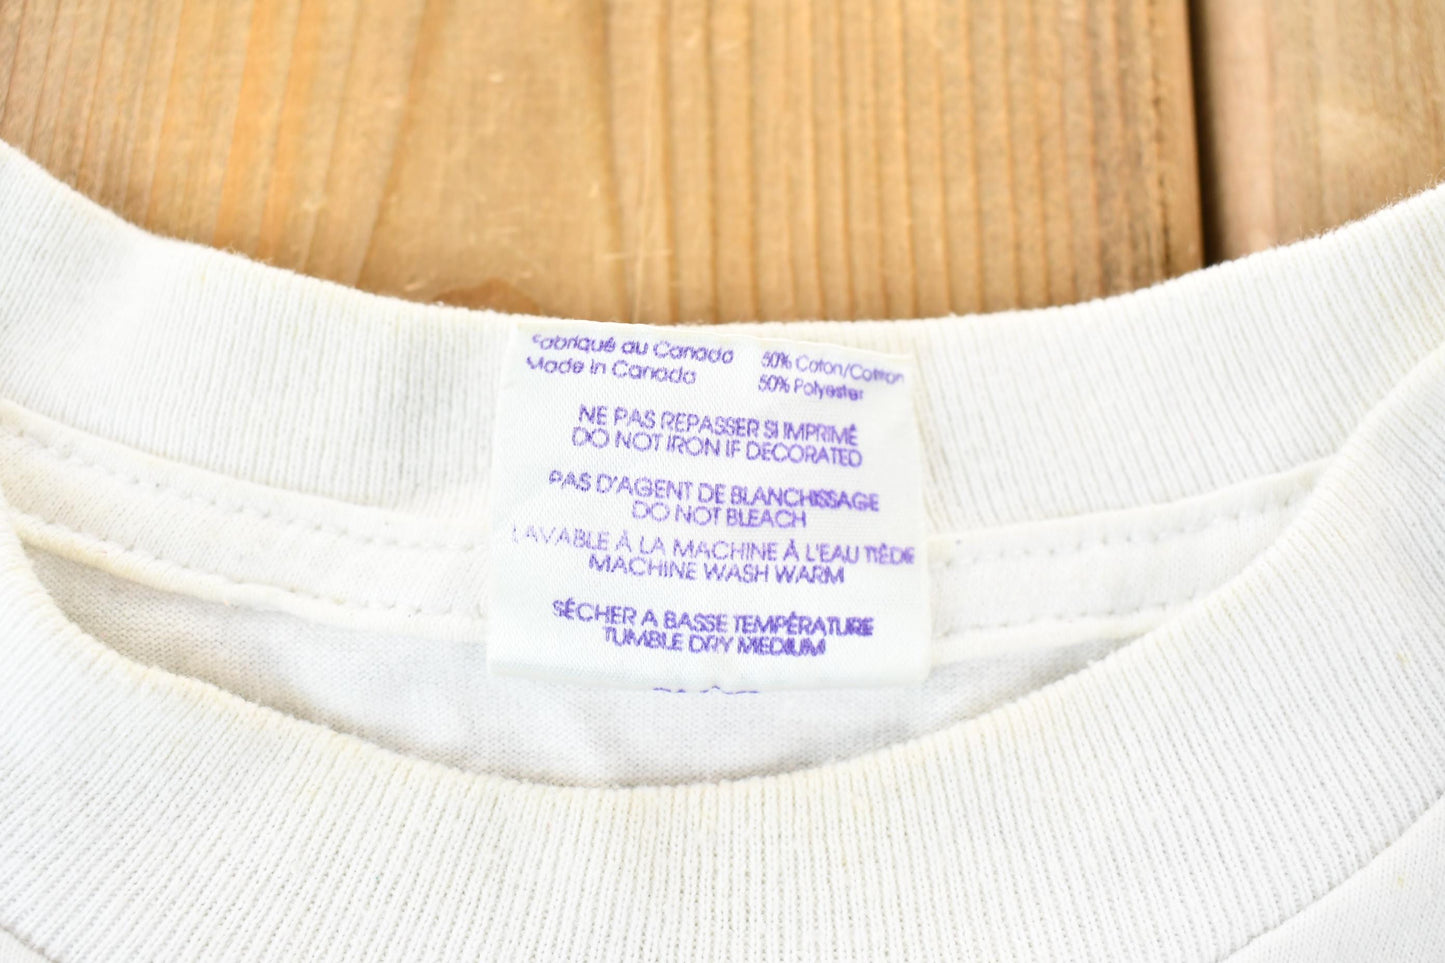 Fabriqué au Canada
Made in Canada
50% Coton/Cotton
50% Polyester
NE PAS REPASSER SI IMPRIMÉ
DO NOT IRON IF DECORATED
PAS D'AGENT DE BLANCHISSAGE
DO NOT BLEACH
LAVABLE À LA MACHINE À L'EAU TIÈDE
MACHINE WASH WARM
SÉCHER A BASSE TEMPÉRATURE
TUMBLE DRY MEDIUM